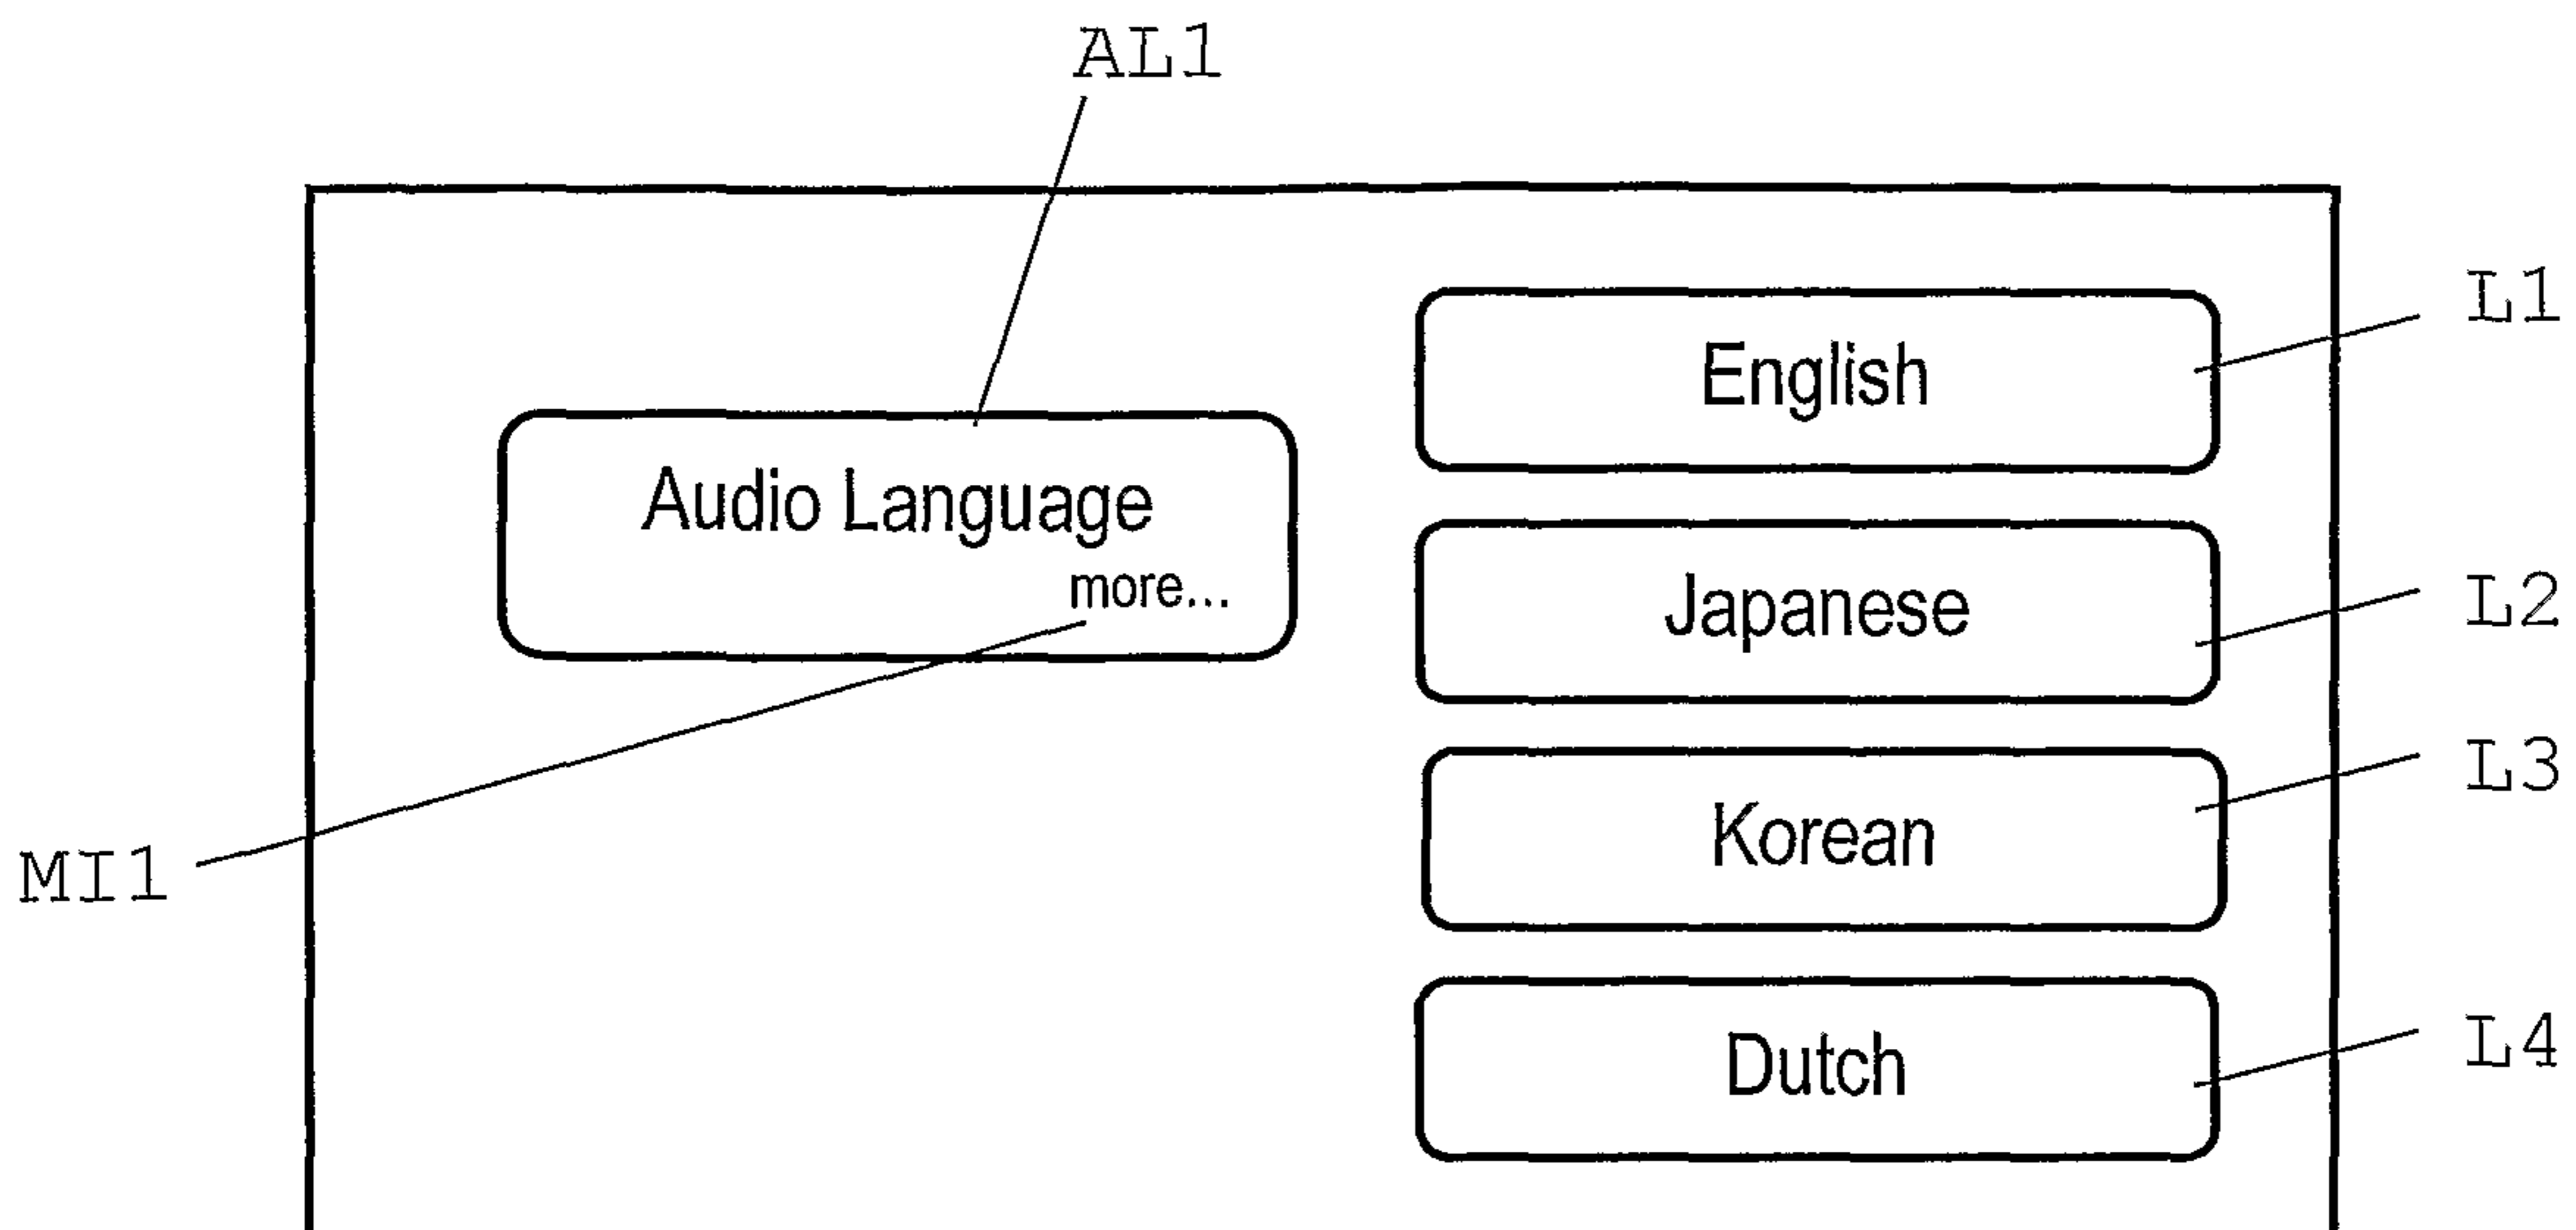 AL1
English
L1
Audio Language
more...
Japanese
L2
Korean
L3
MI1
Dutch
L4